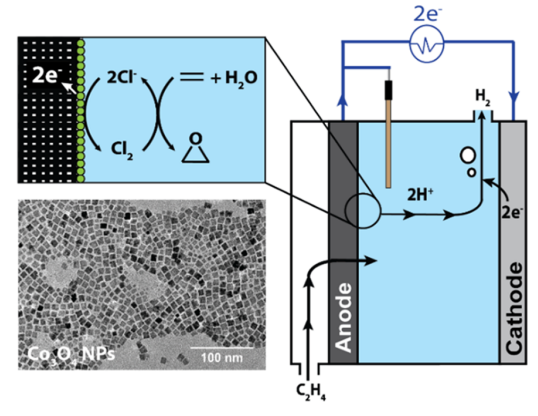 2e⁻
2Cl⁻
+ H₂O
Cl₂
O
Co₃O₄ NPs
100 nm
2e⁻
H₂
2H⁺
2e⁻
Anode
Cathode
C₂H₄